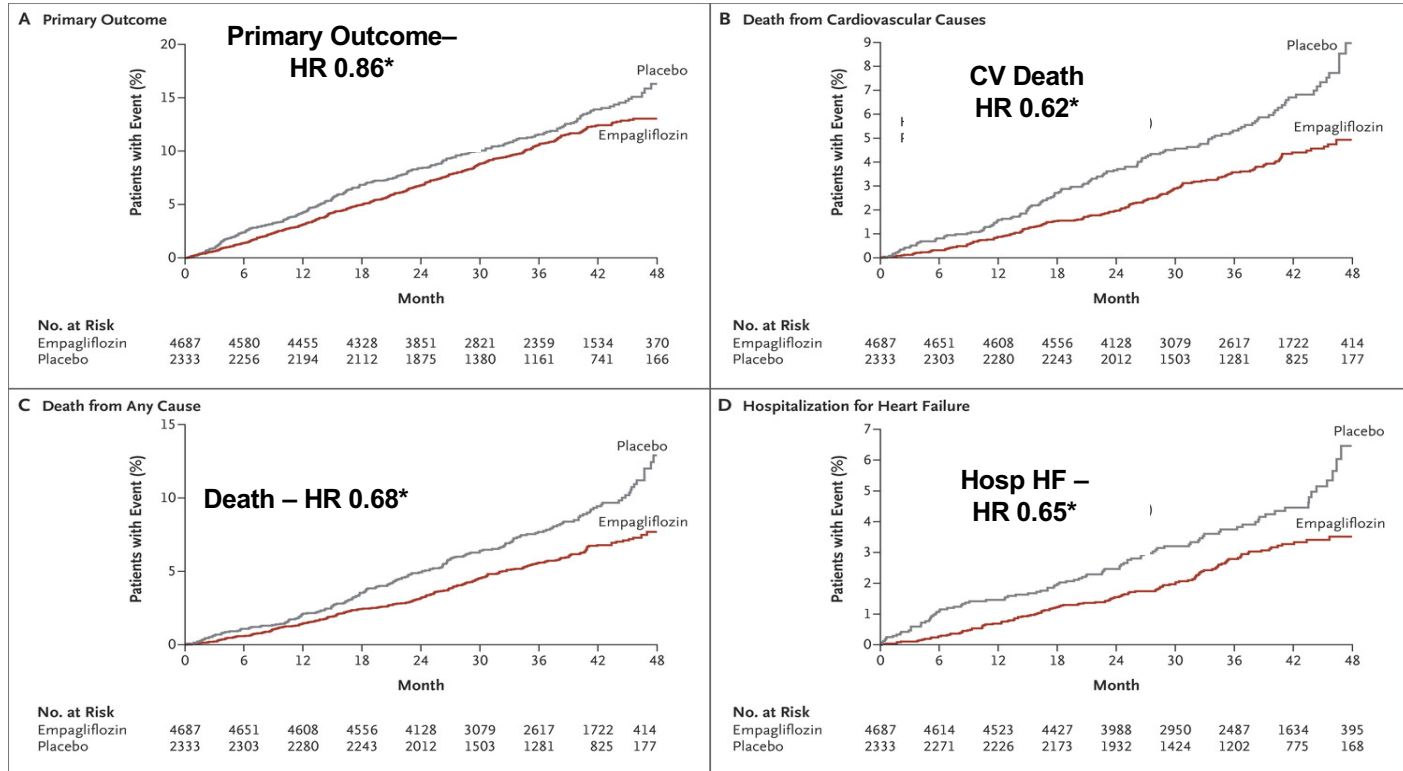 A Primary Outcome
Primary Outcome–
HR 0.86*
Patients with Event (%)
20
15
10
5
0
Placebo
Empagliflozin
0 6 12 18 24 30 36 42 48
Month
No. at Risk
Empagliflozin 4687 4580 4455 4328 3851 2821 2359 1534 370
Placebo 2333 2256 2194 2112 1875 1380 1161 741 166
B Death from Cardiovascular Causes
CV Death
HR 0.62*
Patients with Event (%)
9
8
7
6
5
4
3
2
1
0
Placebo
Empagliflozin
)
0 6 12 18 24 30 36 42 48
Month
No. at Risk
Empagliflozin 4687 4651 4608 4556 4128 3079 2617 1722 414
Placebo 2333 2303 2280 2243 2012 1503 1281 825 177
C Death from Any Cause
Death – HR 0.68*
Patients with Event (%)
15
10
5
0
Placebo
Empagliflozin
0 6 12 18 24 30 36 42 48
Month
No. at Risk
Empagliflozin 4687 4651 4608 4556 4128 3079 2617 1722 414
Placebo 2333 2303 2280 2243 2012 1503 1281 825 177
D Hospitalization for Heart Failure
Hosp HF –
HR 0.65*
Patients with Event (%)
7
6
5
4
3
2
1
0
Placebo
Empagliflozin
)
0 6 12 18 24 30 36 42 48
Month
No. at Risk
Empagliflozin 4687 4614 4523 4427 3988 2950 2487 1634 395
Placebo 2333 2271 2226 2173 1932 1424 1202 775 168